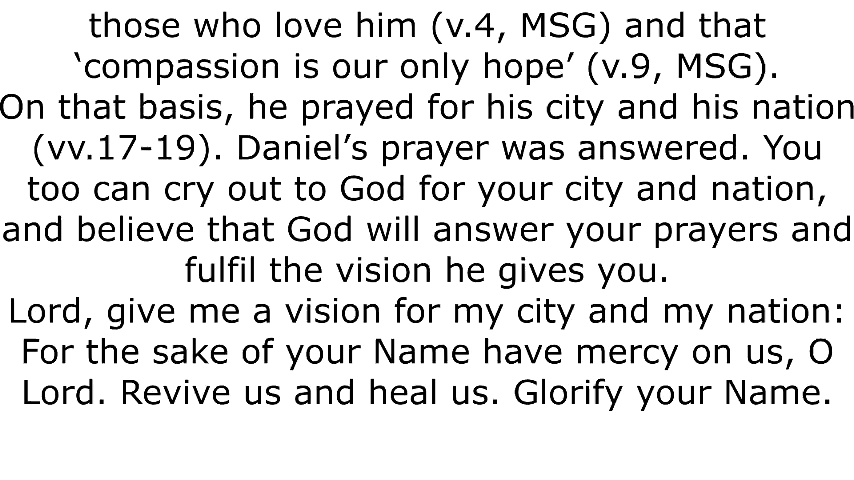 those who love him (v.4, MSG) and that
‘compassion is our only hope’ (v.9, MSG).
On that basis, he prayed for his city and his nation
(vv.17-19). Daniel’s prayer was answered. You
too can cry out to God for your city and nation,
and believe that God will answer your prayers and
fulfil the vision he gives you.
Lord, give me a vision for my city and my nation:
For the sake of your Name have mercy on us, O
Lord. Revive us and heal us. Glorify your Name.